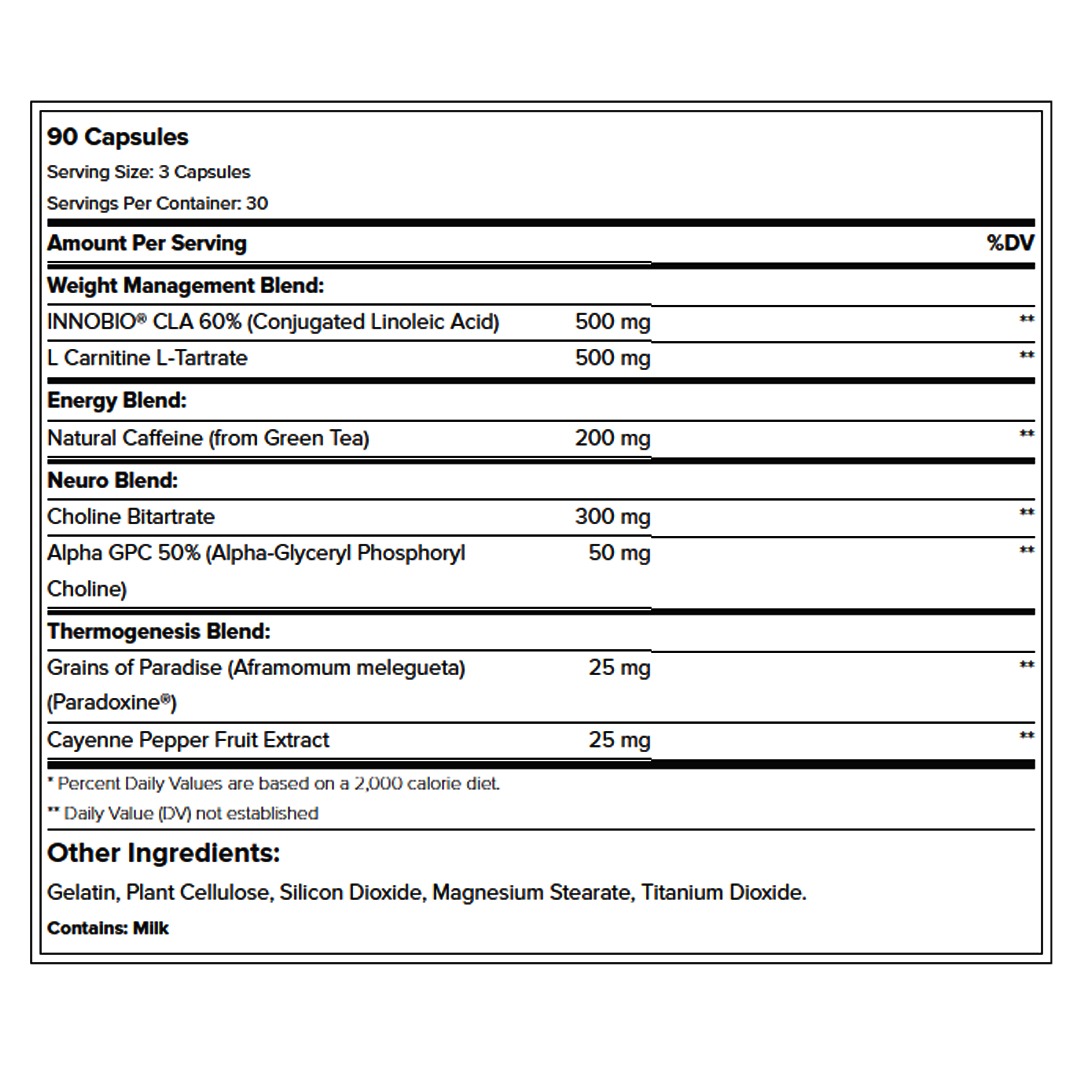 90 Capsules
Serving Size: 3 Capsules
Servings Per Container: 30
Amount Per Serving %DV
Weight Management Blend:
INNOBIO® CLA 60% (Conjugated Linoleic Acid) 500 mg **
L Carnitine L-Tartrate 500 mg **
Energy Blend:
Natural Caffeine (from Green Tea) 200 mg **
Neuro Blend:
Choline Bitartrate 300 mg **
Alpha GPC 50% (Alpha-Glyceryl Phosphoryl 50 mg **
Choline)
Thermogenesis Blend:
Grains of Paradise (Aframomum melegueta) 25 mg **
(Paradoxine®)
Cayenne Pepper Fruit Extract 25 mg **
* Percent Daily Values are based on a 2,000 calorie diet.
** Daily Value (DV) not established
Other Ingredients:
Gelatin, Plant Cellulose, Silicon Dioxide, Magnesium Stearate, Titanium Dioxide.
Contains: Milk